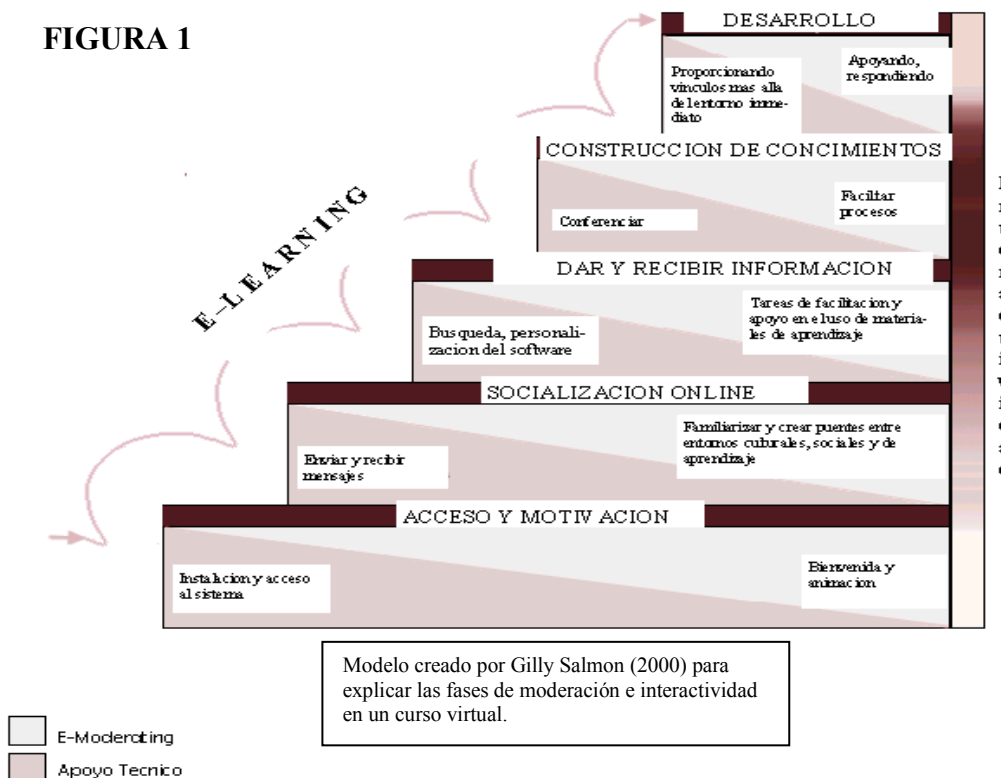 FIGURA 1
DESARROLLO
Proporcionando
vinculos mas alla
de lentorno imme-
diato
Apoyando,
respondiendo
CONSTRUCCION DE CONCIMIENTOS
Conferenciar
Faciltar
procesos
E-LEARNING
DAR Y RECIBIR INFORMACION
Busqueda, personali-
zacion del software
Tareas de facilitacion y
apoyo en el uso de materia-
les de aprendizaje
SOCIALIZACION ONLINE
Enviar y recibir
mensajes
Familiarizar y crear puentes entre
entornos culturales, sociales y de
aprendizaje
ACCESO Y MOTIVACION
Instalacion y acceso
al sistema
Bienvenida y
animacion
Modelo creado por Gilly Salmon (2000) para
explicar las fases de moderación e interactividad
en un curso virtual.
E-Moderating
Apoyo Tecnico